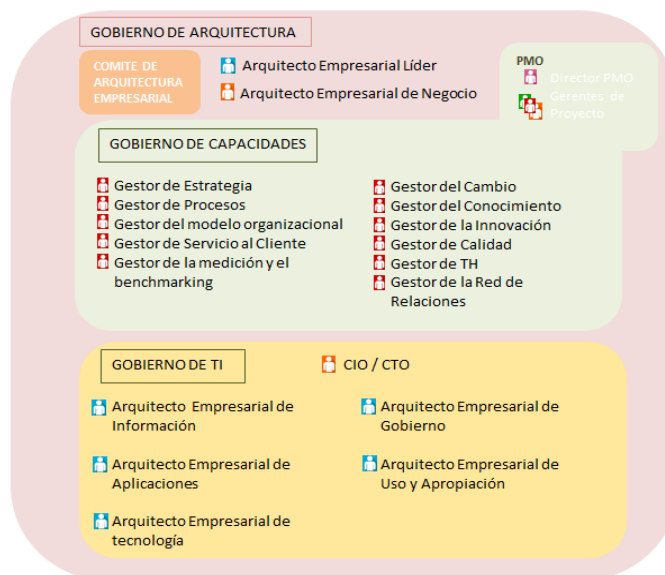 GOBIERNO DE ARQUITECTURA
COMITE DE
ARQUITECTURA
EMPRESARIAL
Arquitecto Empresarial Líder
Arquitecto Empresarial de Negocio
PMO
Director PMO
Gerentes de
Proyecto
GOBIERNO DE CAPACIDADES
Gestor de Estrategia
Gestor de Procesos
Gestor del modelo organizacional
Gestor de Servicio al Cliente
Gestor de la medición y el
benchmarking
Gestor del Cambio
Gestor del Conocimiento
Gestor de la Innovación
Gestor de Calidad
Gestor de TH
Gestor de la Red de
Relaciones
GOBIERNO DE TI
CIO / CTO
Arquitecto Empresarial de
Información
Arquitecto Empresarial de
Aplicaciones
Arquitecto Empresarial de
tecnología
Arquitecto Empresarial de
Gobierno
Arquitecto Empresarial de
Uso y Apropiación